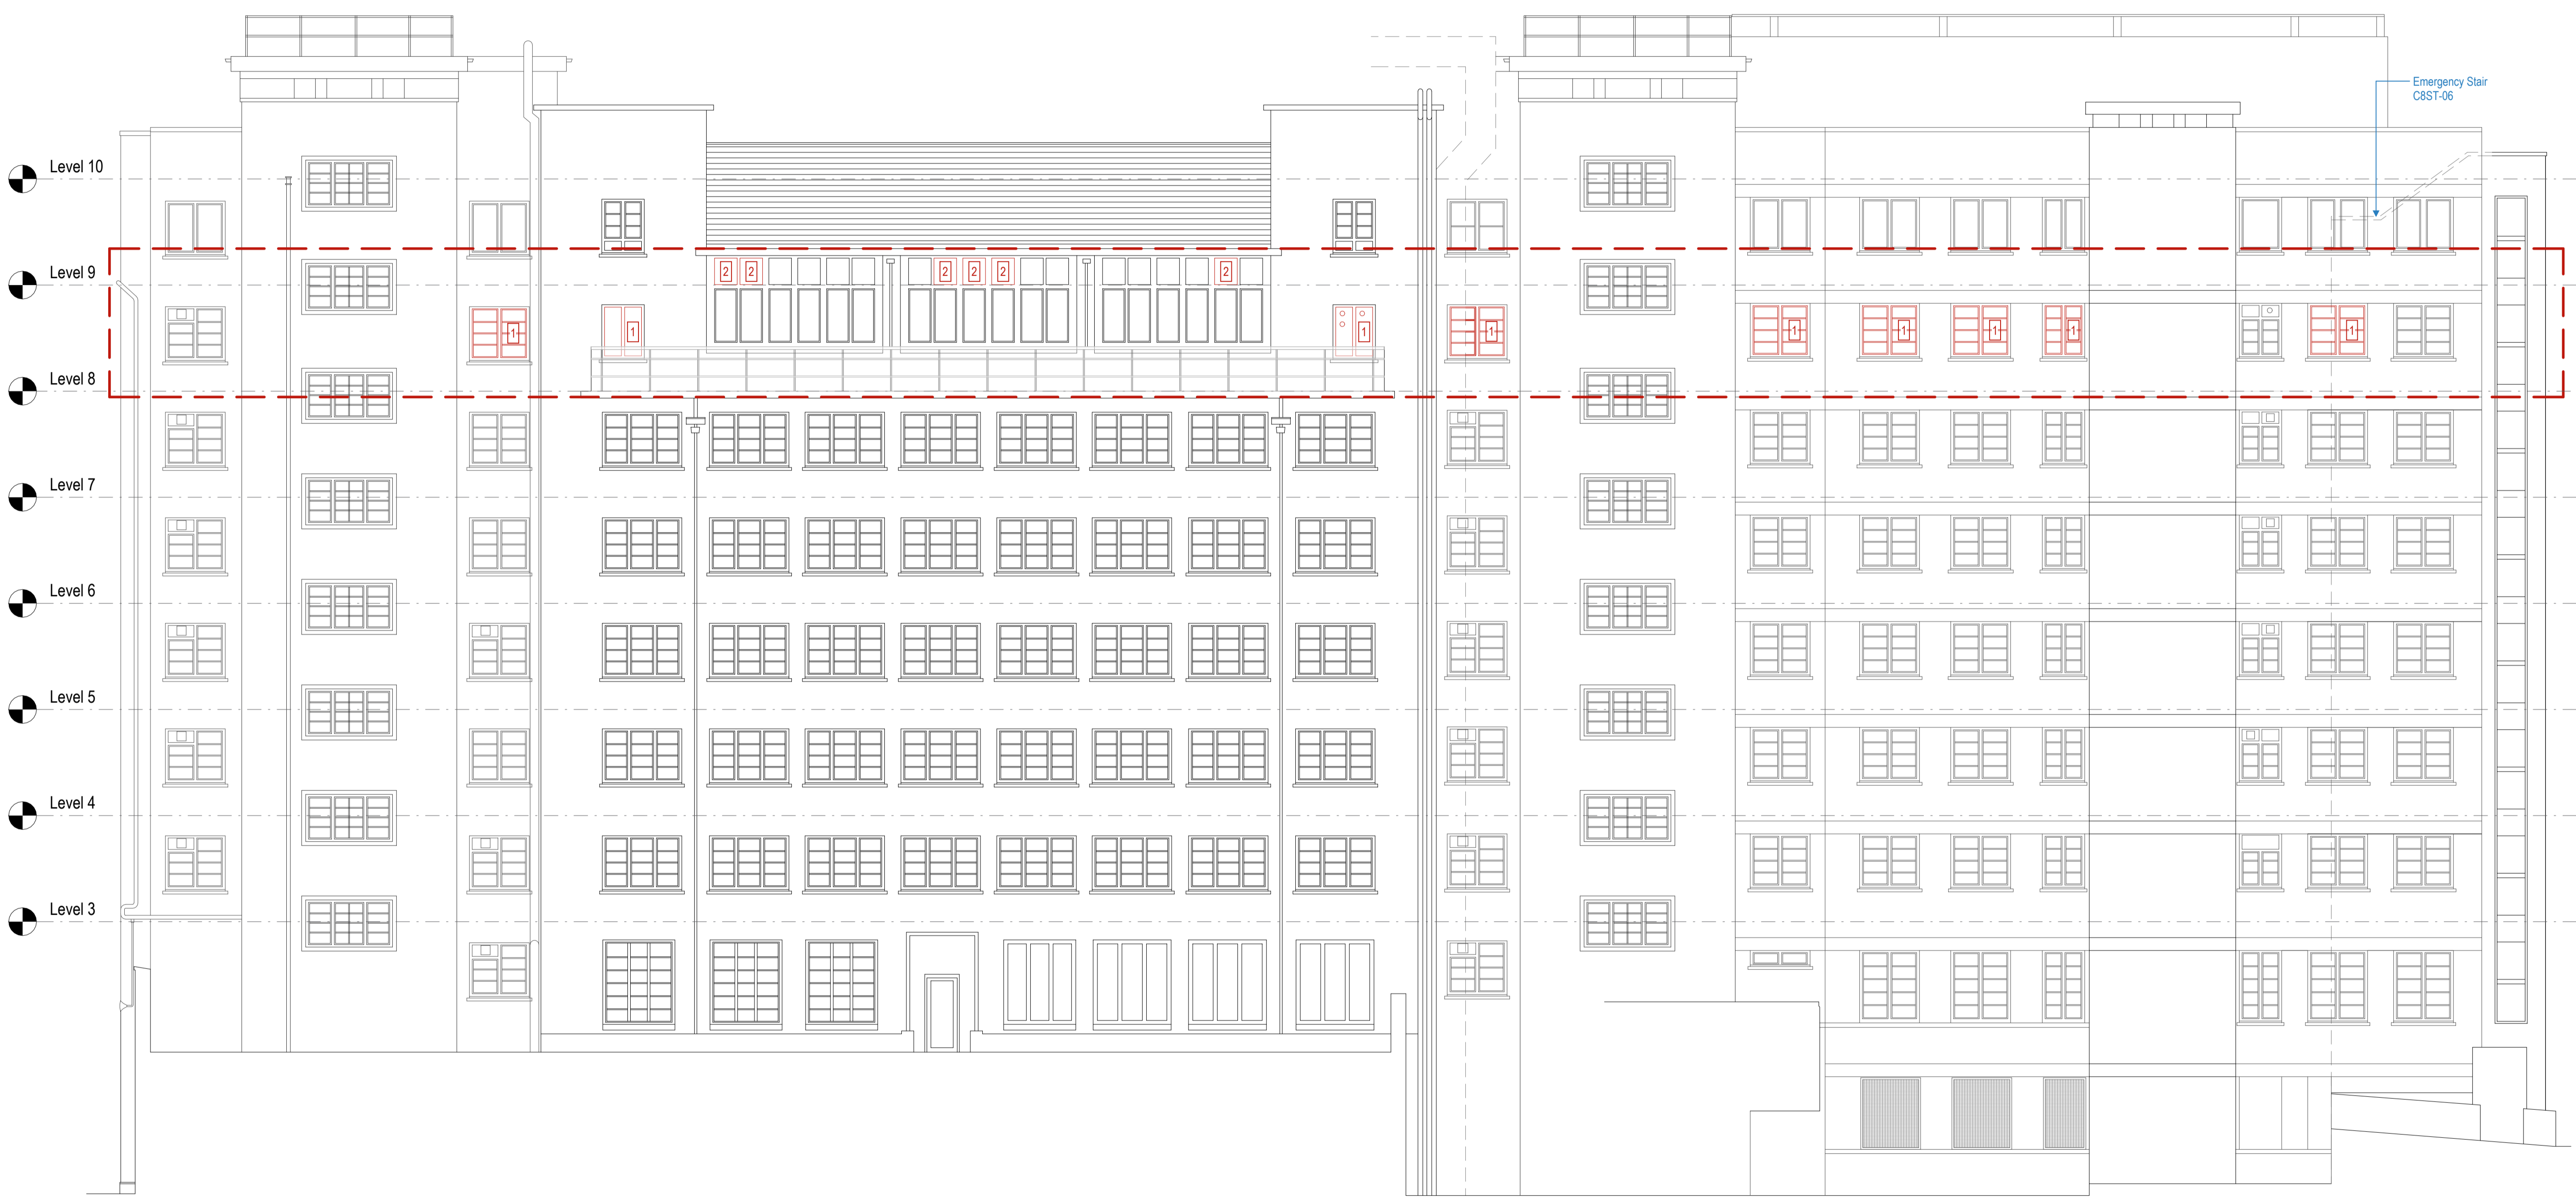 Emergency Stair
C8ST-06
Level 10
Level 9
2 2 2 2 2 2
1 1 1 1 1 1 1 1 1
Level 8
Level 7
Level 6
Level 5
Level 4
Level 3